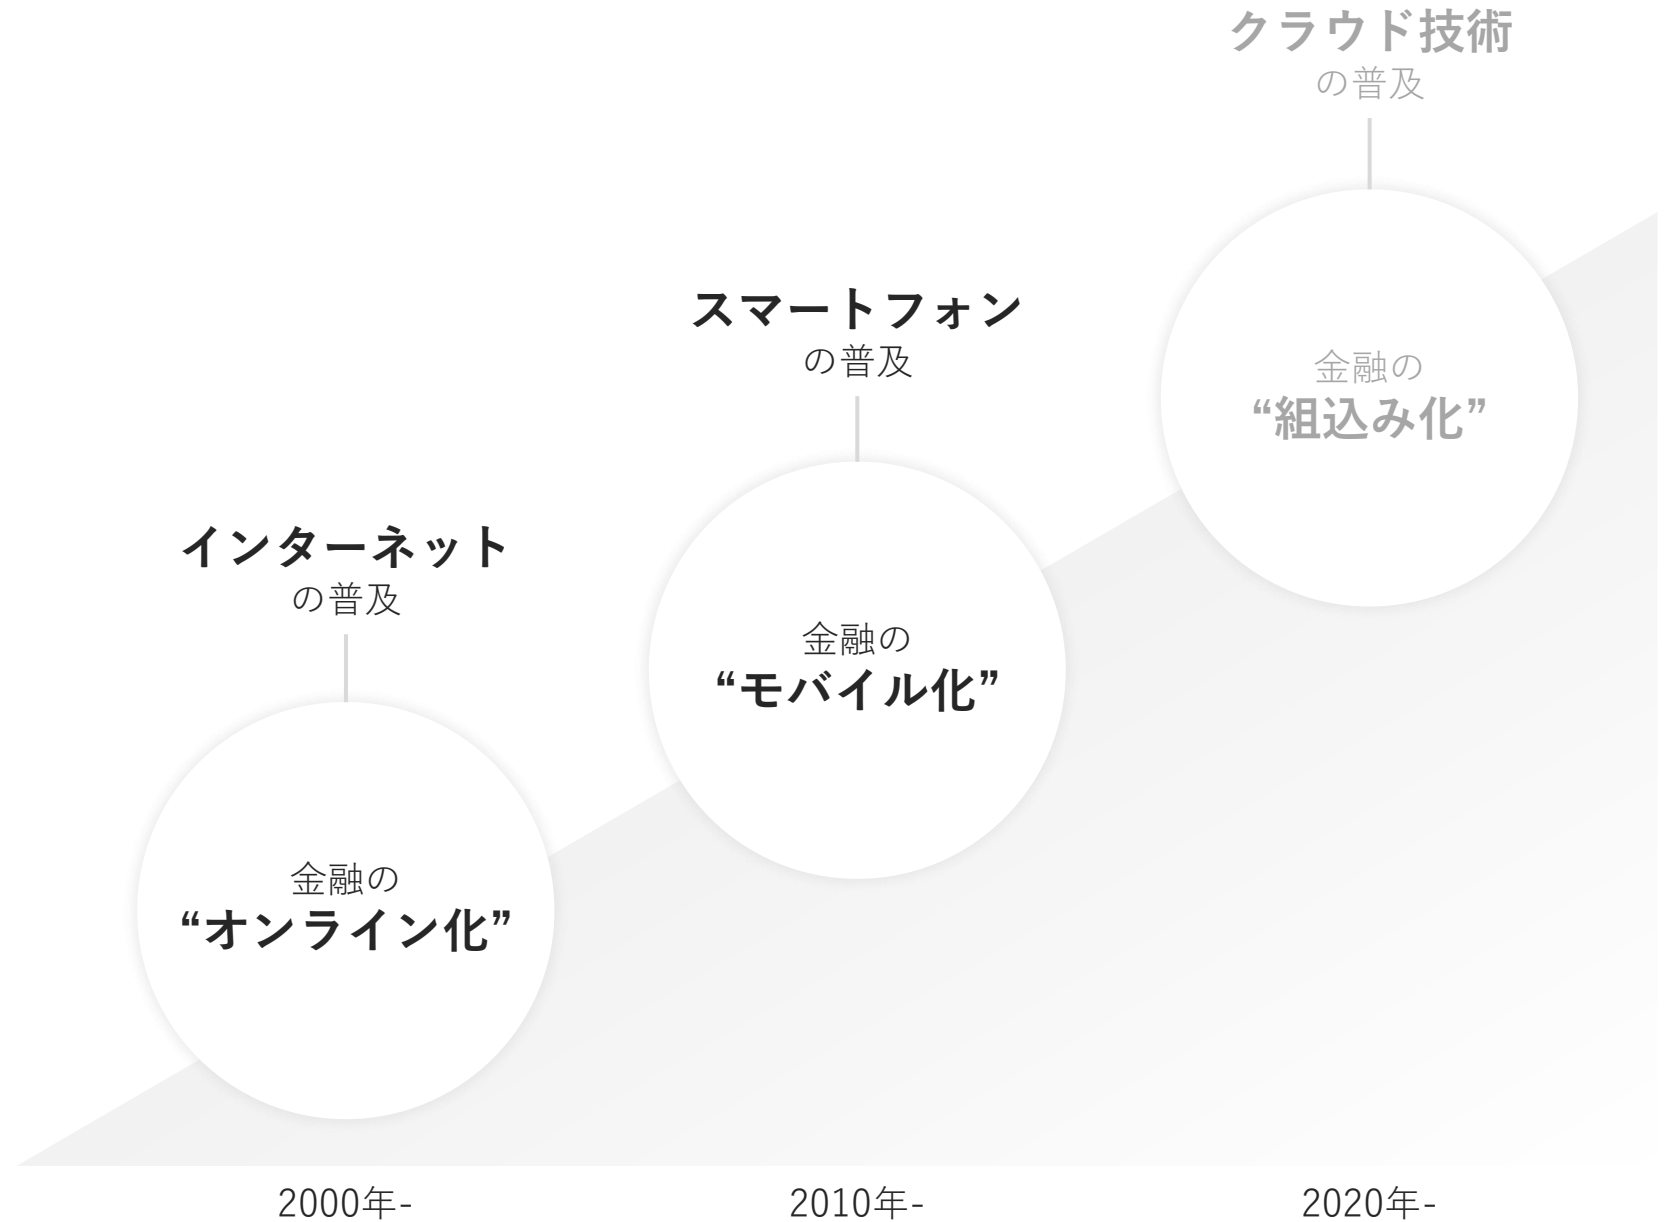 クラウド技術
の普及
金融の
“組込み化”
スマートフォン
の普及
金融の
“モバイル化”
インターネット
の普及
金融の
“オンライン化”
2000年-
2010年-
2020年-